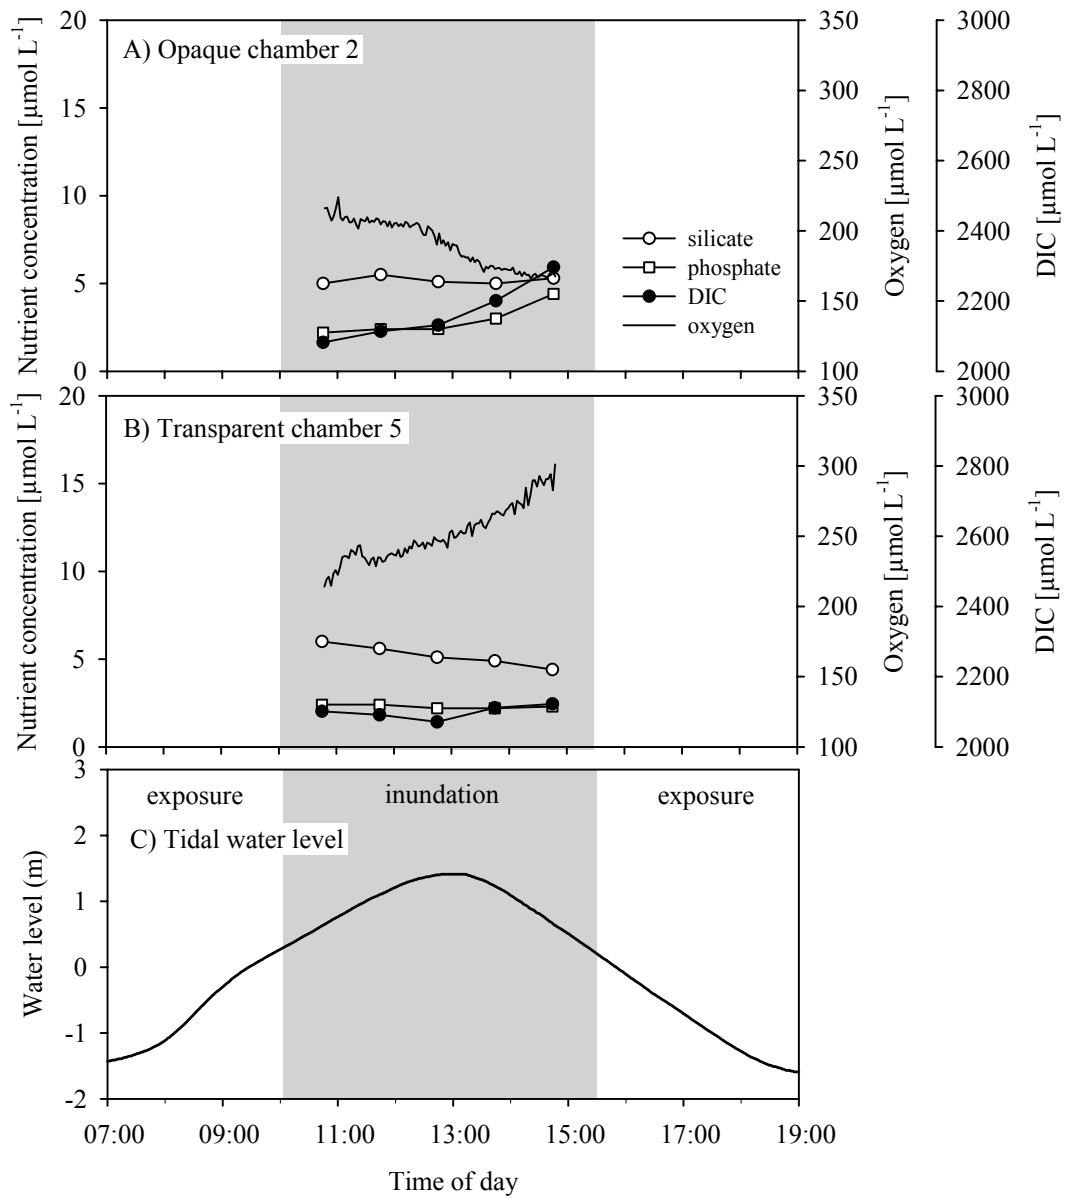 A) Opaque chamber 2
Nutrient concentration [µmol L⁻¹]
20
15
10
5
0
350
300
250
200
150
100
Oxygen [µmol L⁻¹]
3000
2800
2600
2400
2200
2000
DIC [µmol L⁻¹]
silicate
phosphate
DIC
oxygen
B) Transparent chamber 5
Nutrient concentration [µmol L⁻¹]
20
15
10
5
0
350
300
250
200
150
100
Oxygen [µmol L⁻¹]
3000
2800
2600
2400
2200
2000
DIC [µmol L⁻¹]
exposure inundation exposure
C) Tidal water level
Water level (m)
3
2
1
0
-1
-2
07:00 09:00 11:00 13:00 15:00 17:00 19:00
Time of day